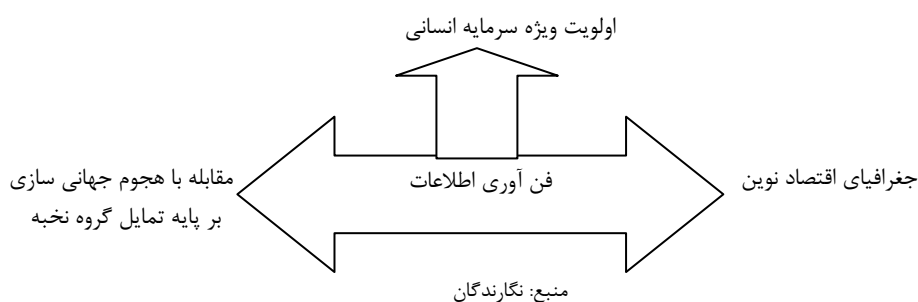 اولویت ویژه سرمایه انسانی
جغرافیای اقتصاد نوین
فن آوری اطلاعات
مقابله با هجوم جهانی سازی
بر پایه تمایل گروه نخبه
منبع: نگارندگان